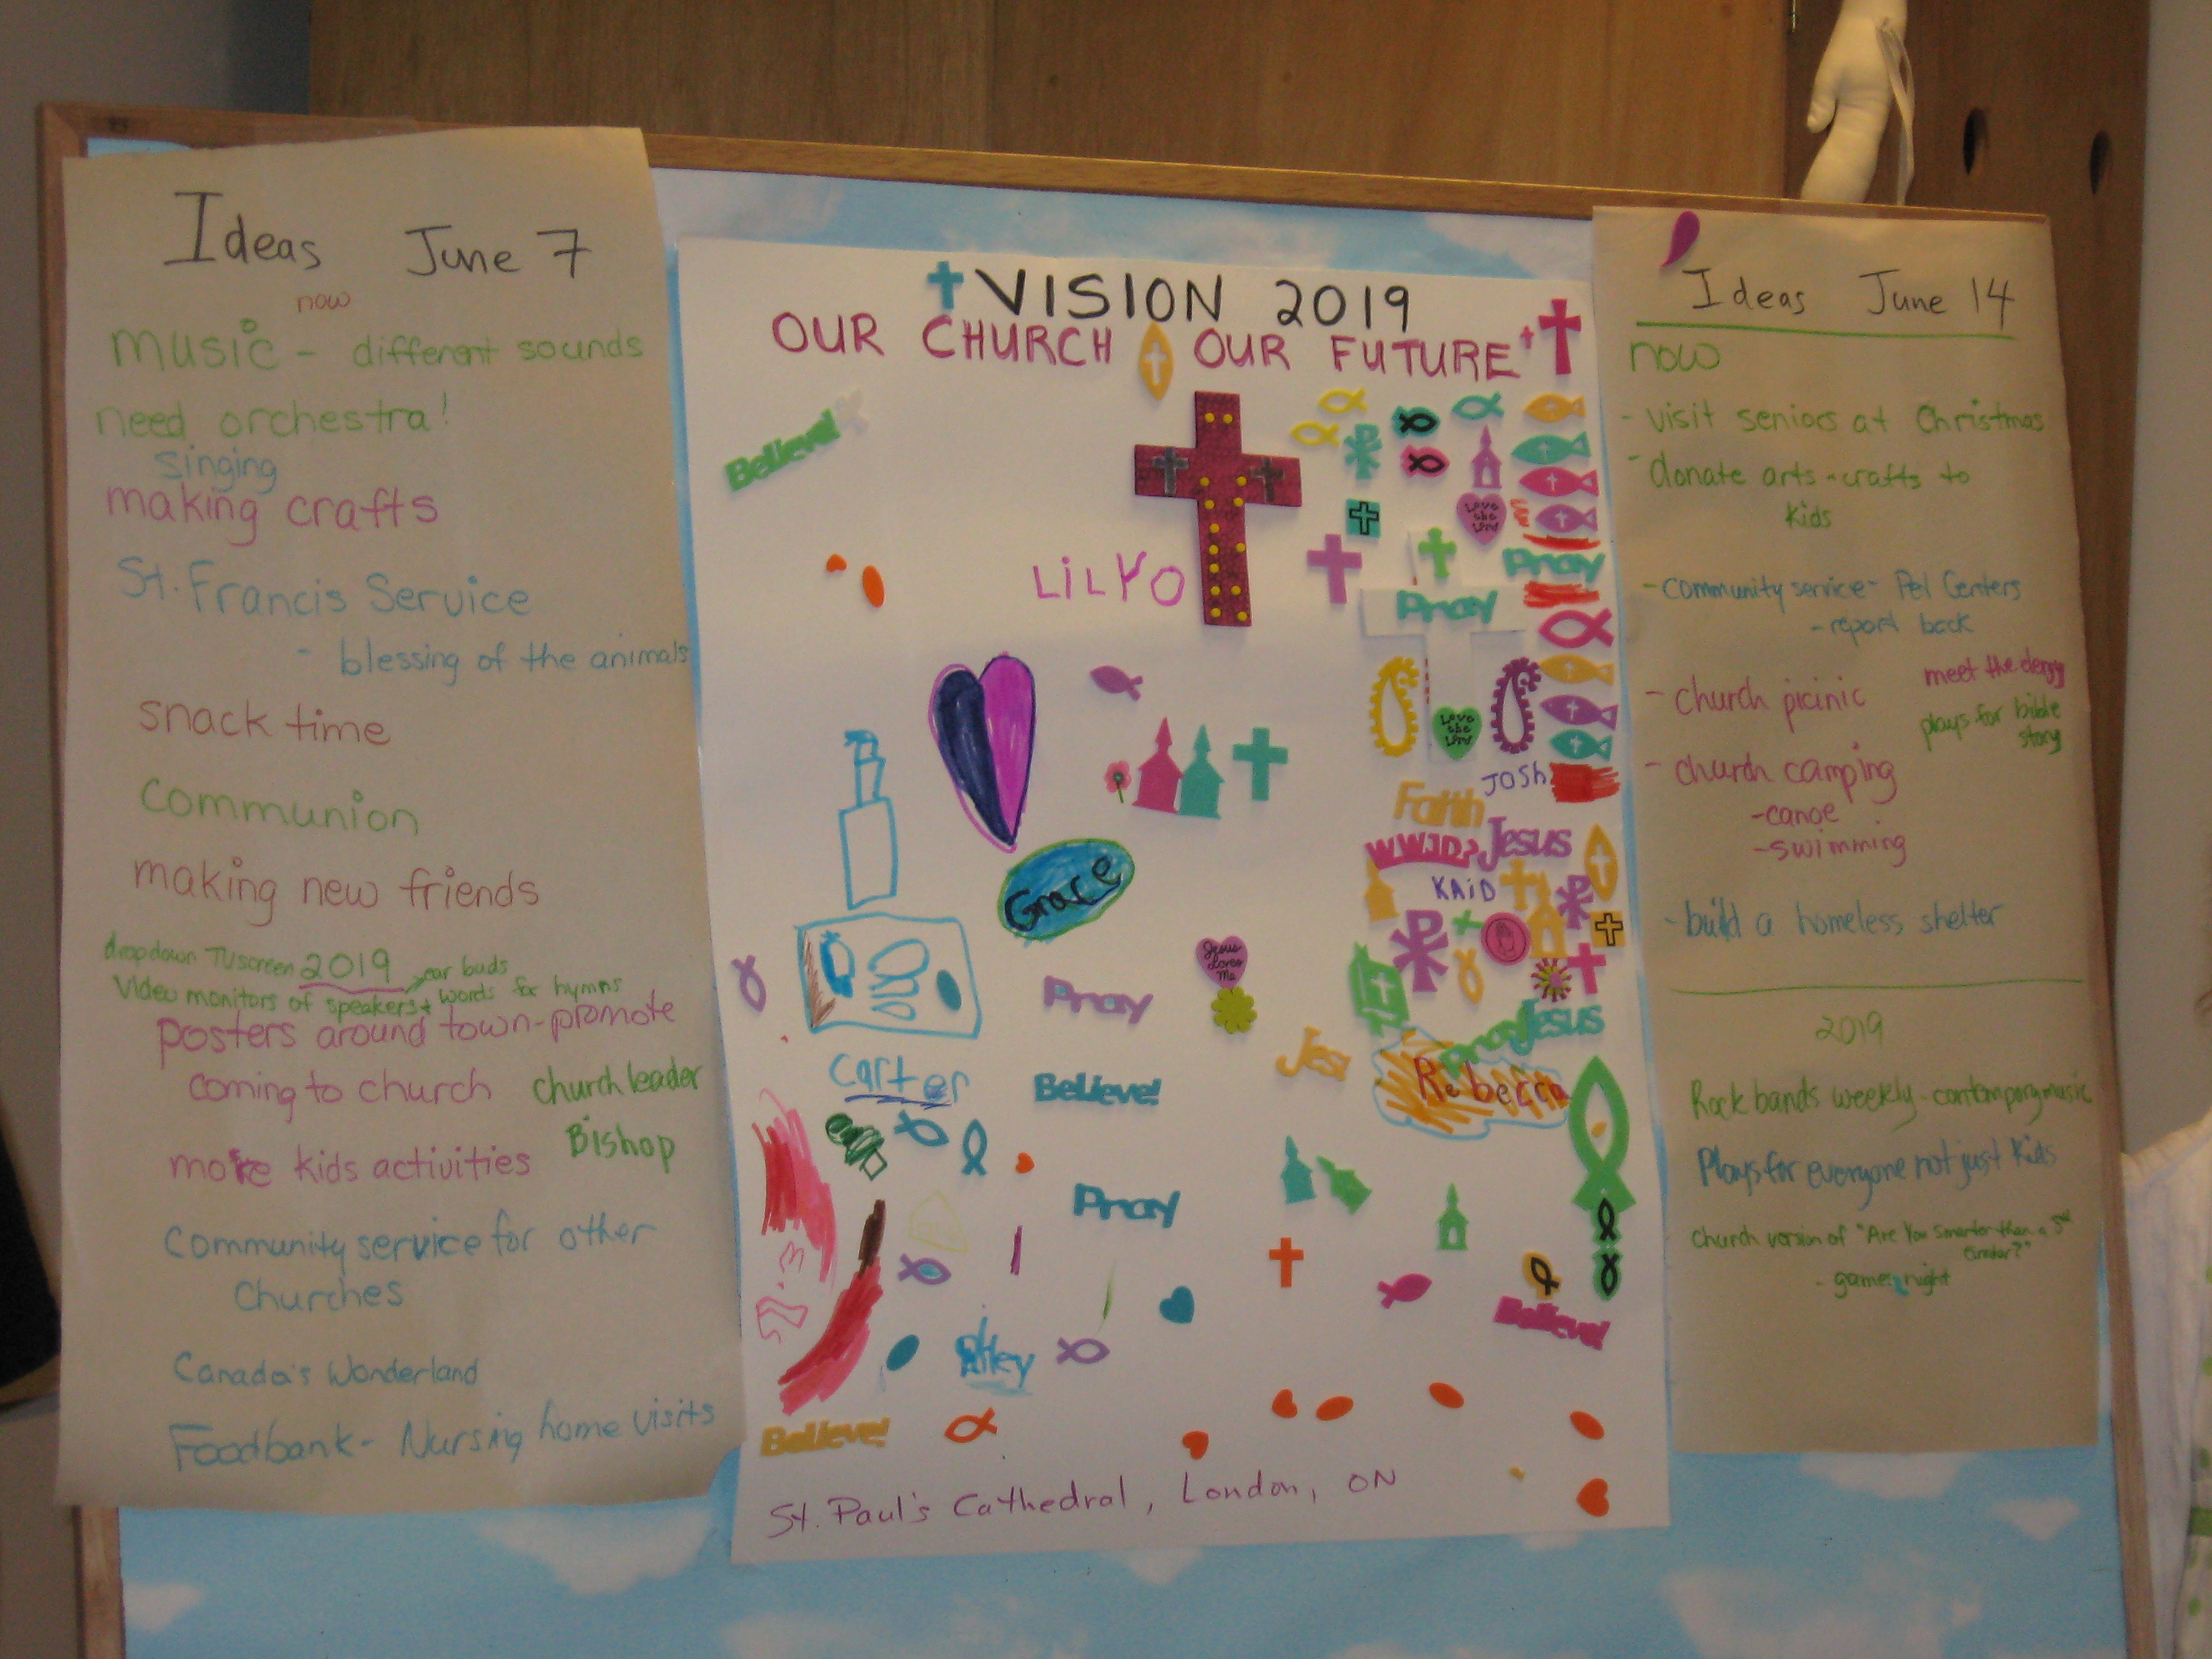 Ideas June 7
now
music - different sounds
need orchestra!
singing
making crafts
St. Francis Service
- blessing of the animals
snack time
communion
making new friends
dropdown TV screen 2019 ear buds
Video monitors of speakers + words for hymns
posters around town - promote
coming to church church leader
Bishop
more kids activities
Community service for other
Churches
Canada's Wonderland
Foodbank - Nursing home visits
VISION 2019
OUR CHURCH OUR FUTURE
Believe!
LiLYO
Love the Lord
Pray
Pray
Love the Lord
JOSH
Faith
WWJD? Jesus
Grace
KAiD
Jesus Loves Me
Pray
Pray Jesus
Jes
Carter
Believe!
Rebecca
Pray
Believe!
Riley
Believe!
St. Paul's Cathedral, London, ON
Ideas June 14
now
- visit seniors at Christmas
- donate arts - crafts to
kids
- community service - Pet Centers
- report back
- church picinic
meet the clergy
plays for bible
story
- church camping
- canoe
- swimming
- build a homeless shelter
2019
Rock bands weekly - contempory music
Plays for everyone not just kids
Church version of "Are You Smarter than a 5th
Grader?"
- games night